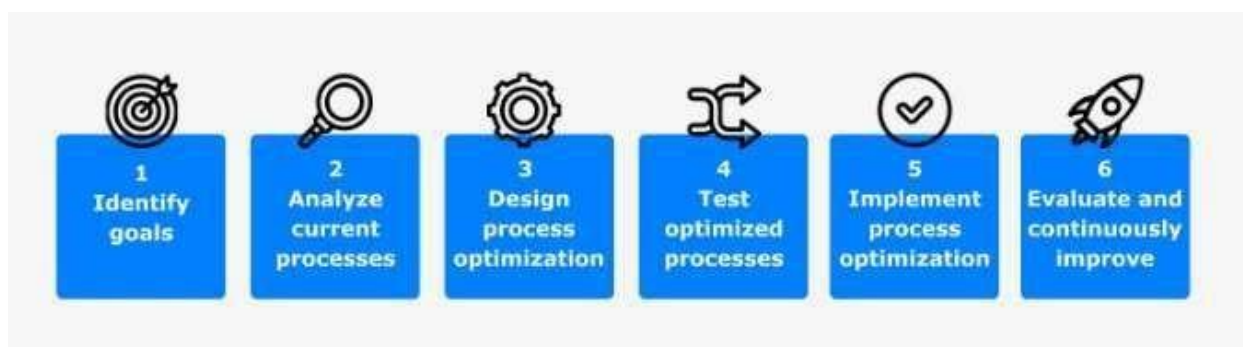 1
Identify
goals
2
Analyze
current
processes
3
Design
process
optimization
4
Test
optimized
processes
5
Implement
process
optimization
6
Evaluate and
continuously
improve